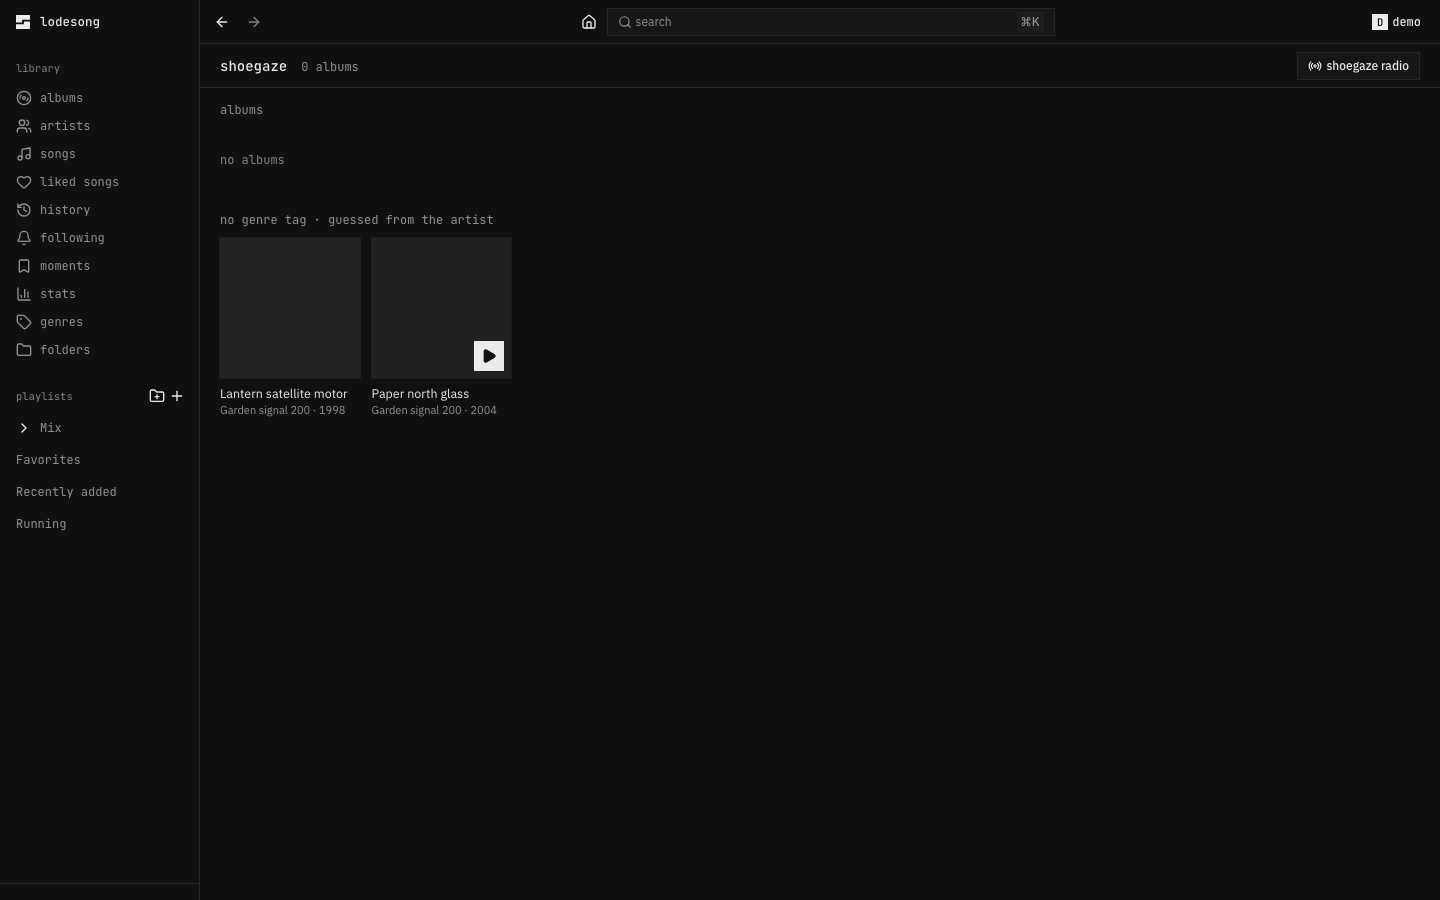 lodesong
search
⌘K
D demo
library
albums
artists
songs
liked songs
history
following
moments
stats
genres
folders
playlists
Mix
Favorites
Recently added
Running
shoegaze 0 albums
shoegaze radio
albums
no albums
no genre tag · guessed from the artist
Lantern satellite motor
Garden signal 200 · 1998
Paper north glass
Garden signal 200 · 2004